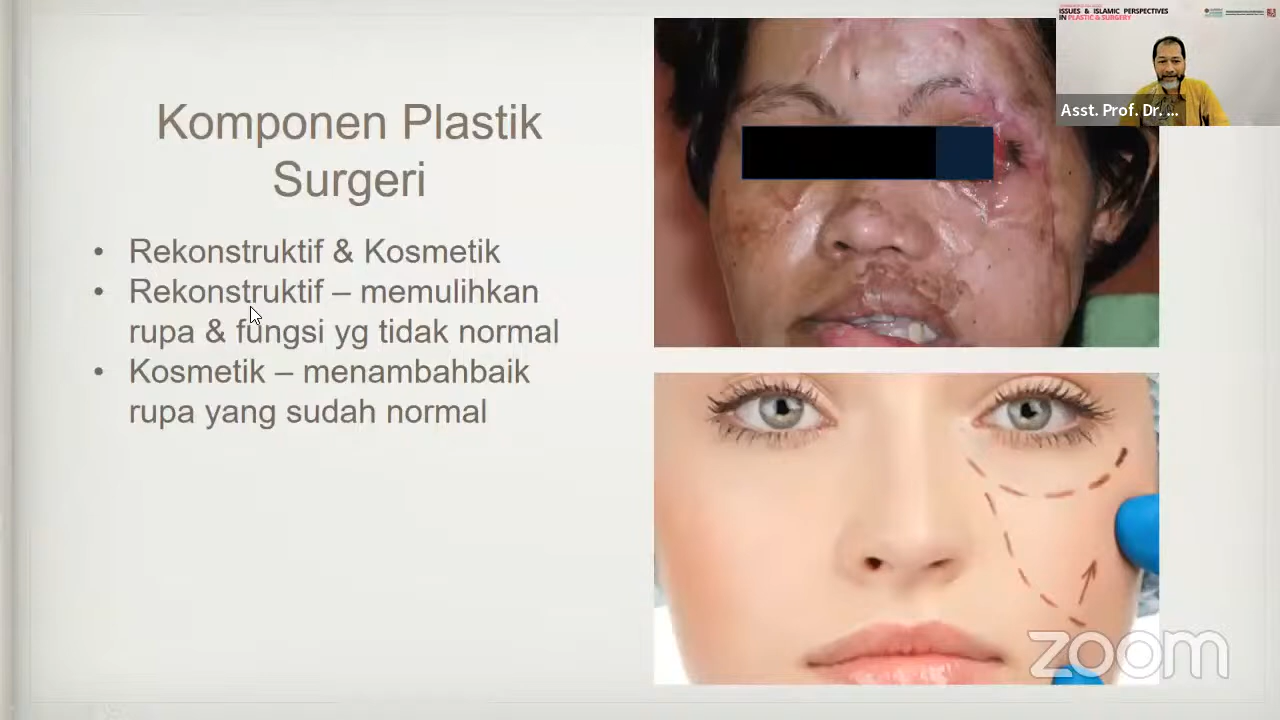 Komponen Plastik
Surgeri
• Rekonstruktif & Kosmetik
• Rekonstruktif – memulihkan
rupa & fungsi yg tidak normal
• Kosmetik – menambahbaik
rupa yang sudah normal
ISSUES & ISLAMIC PERSPECTIVES
IN PLASTIC & SURGERY
Asst. Prof. Dr. ...
zoom